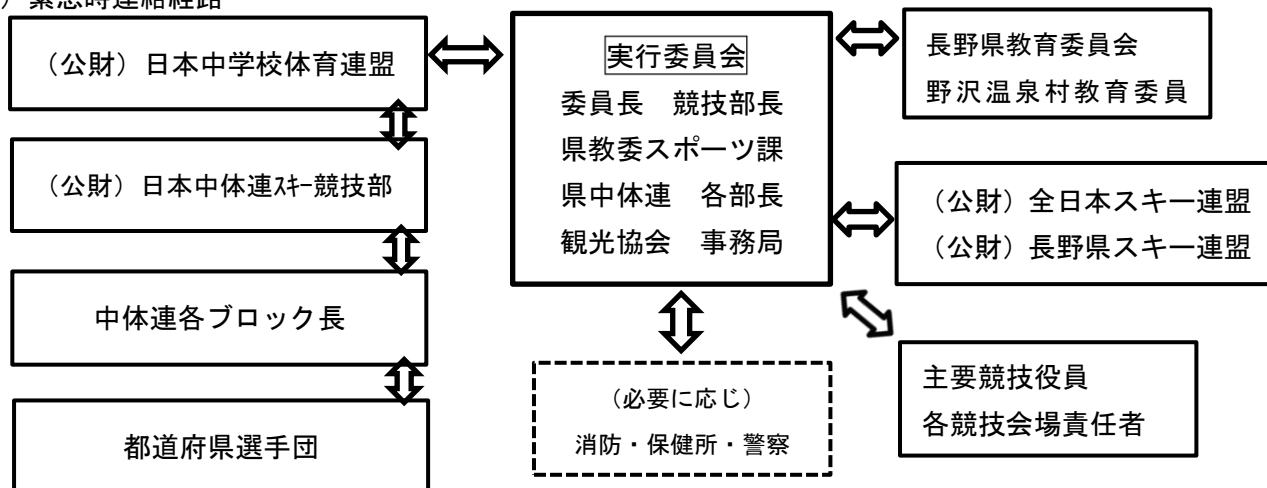 ）緊急時連絡経路
（公財）日本中学校体育連盟
（公財）日本中体連ｽｷｰ競技部
中体連各ブロック長
都道府県選手団
実行委員会
委員長　競技部長
県教委スポーツ課
県中体連　各部長
観光協会　事務局
（必要に応じ）
消防・保健所・警察
長野県教育委員会
野沢温泉村教育委員
（公財）全日本スキー連盟
（公財）長野県スキー連盟
主要競技役員
各競技会場責任者